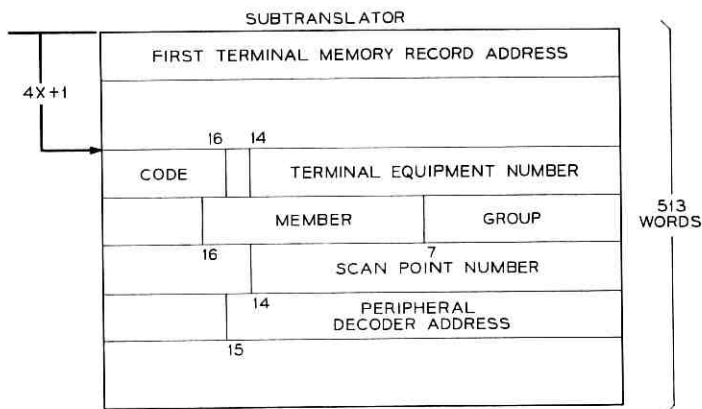 SUBTRANSLATOR
FIRST TERMINAL MEMORY RECORD ADDRESS
4X+1
16 14
CODE TERMINAL EQUIPMENT NUMBER
MEMBER GROUP
513
WORDS
16 7
SCAN POINT NUMBER
14
PERIPHERAL
DECODER ADDRESS
15